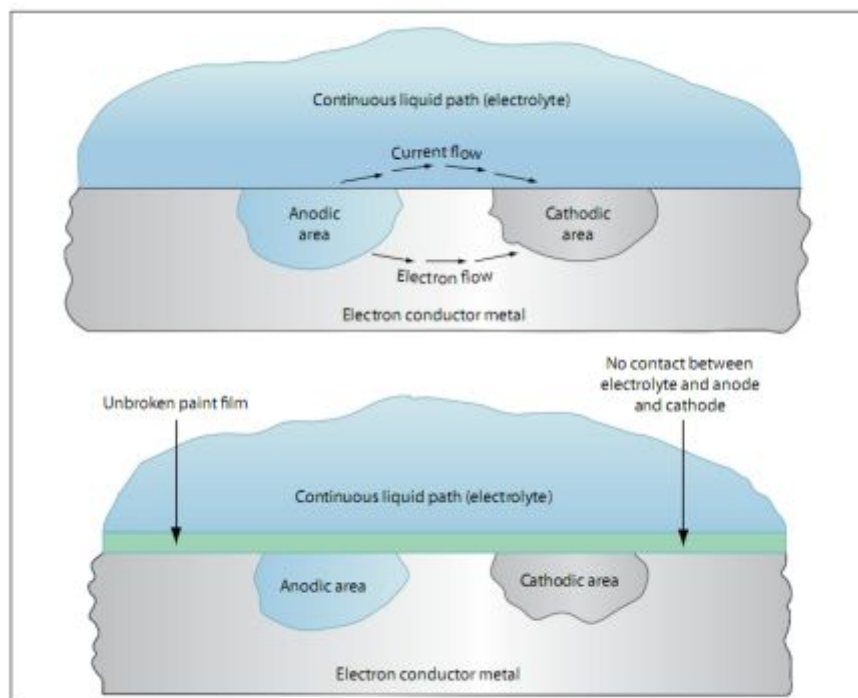 Continuous liquid path (electrolyte)
Current flow
Anodic
area
Cathodic
area
Electron flow
Electron conductor metal
Unbroken paint film
No contact between
electrolyte and anode
and cathode
Continuous liquid path (electrolyte)
Anodic area
Cathodic area
Electron conductor metal